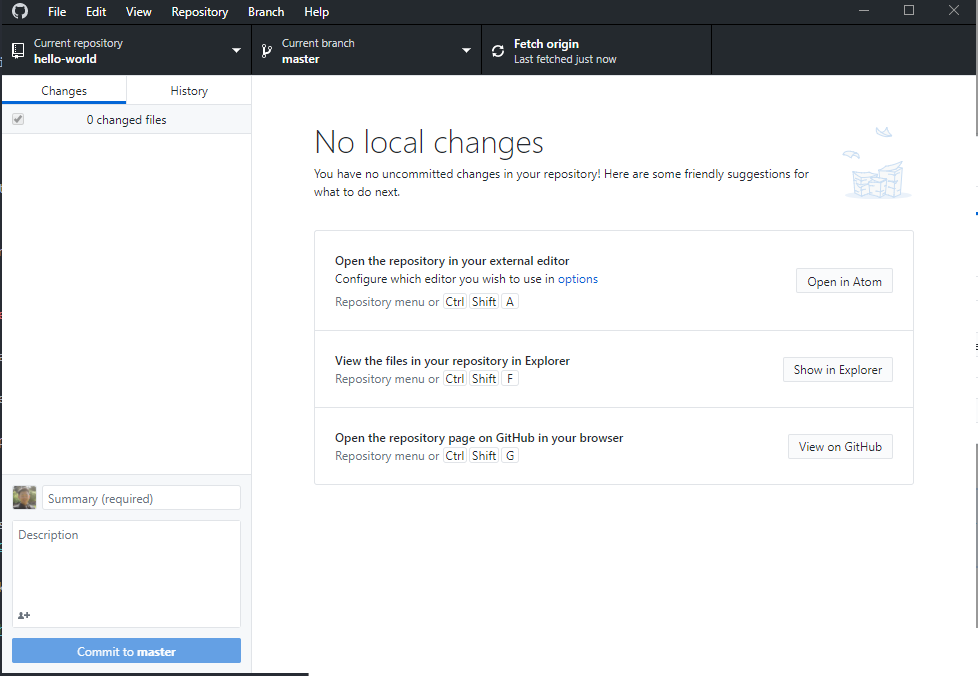 File Edit View Repository Branch Help
Current repository
hello-world
Current branch
master
Fetch origin
Last fetched just now
Changes History
0 changed files
No local changes
You have no uncommitted changes in your repository! Here are some friendly suggestions for
what to do next.
Open the repository in your external editor
Configure which editor you wish to use in options
Repository menu or Ctrl Shift A
Open in Atom
View the files in your repository in Explorer
Repository menu or Ctrl Shift F
Show in Explorer
Open the repository page on GitHub in your browser
Repository menu or Ctrl Shift G
View on GitHub
Summary (required)
Description
Commit to master